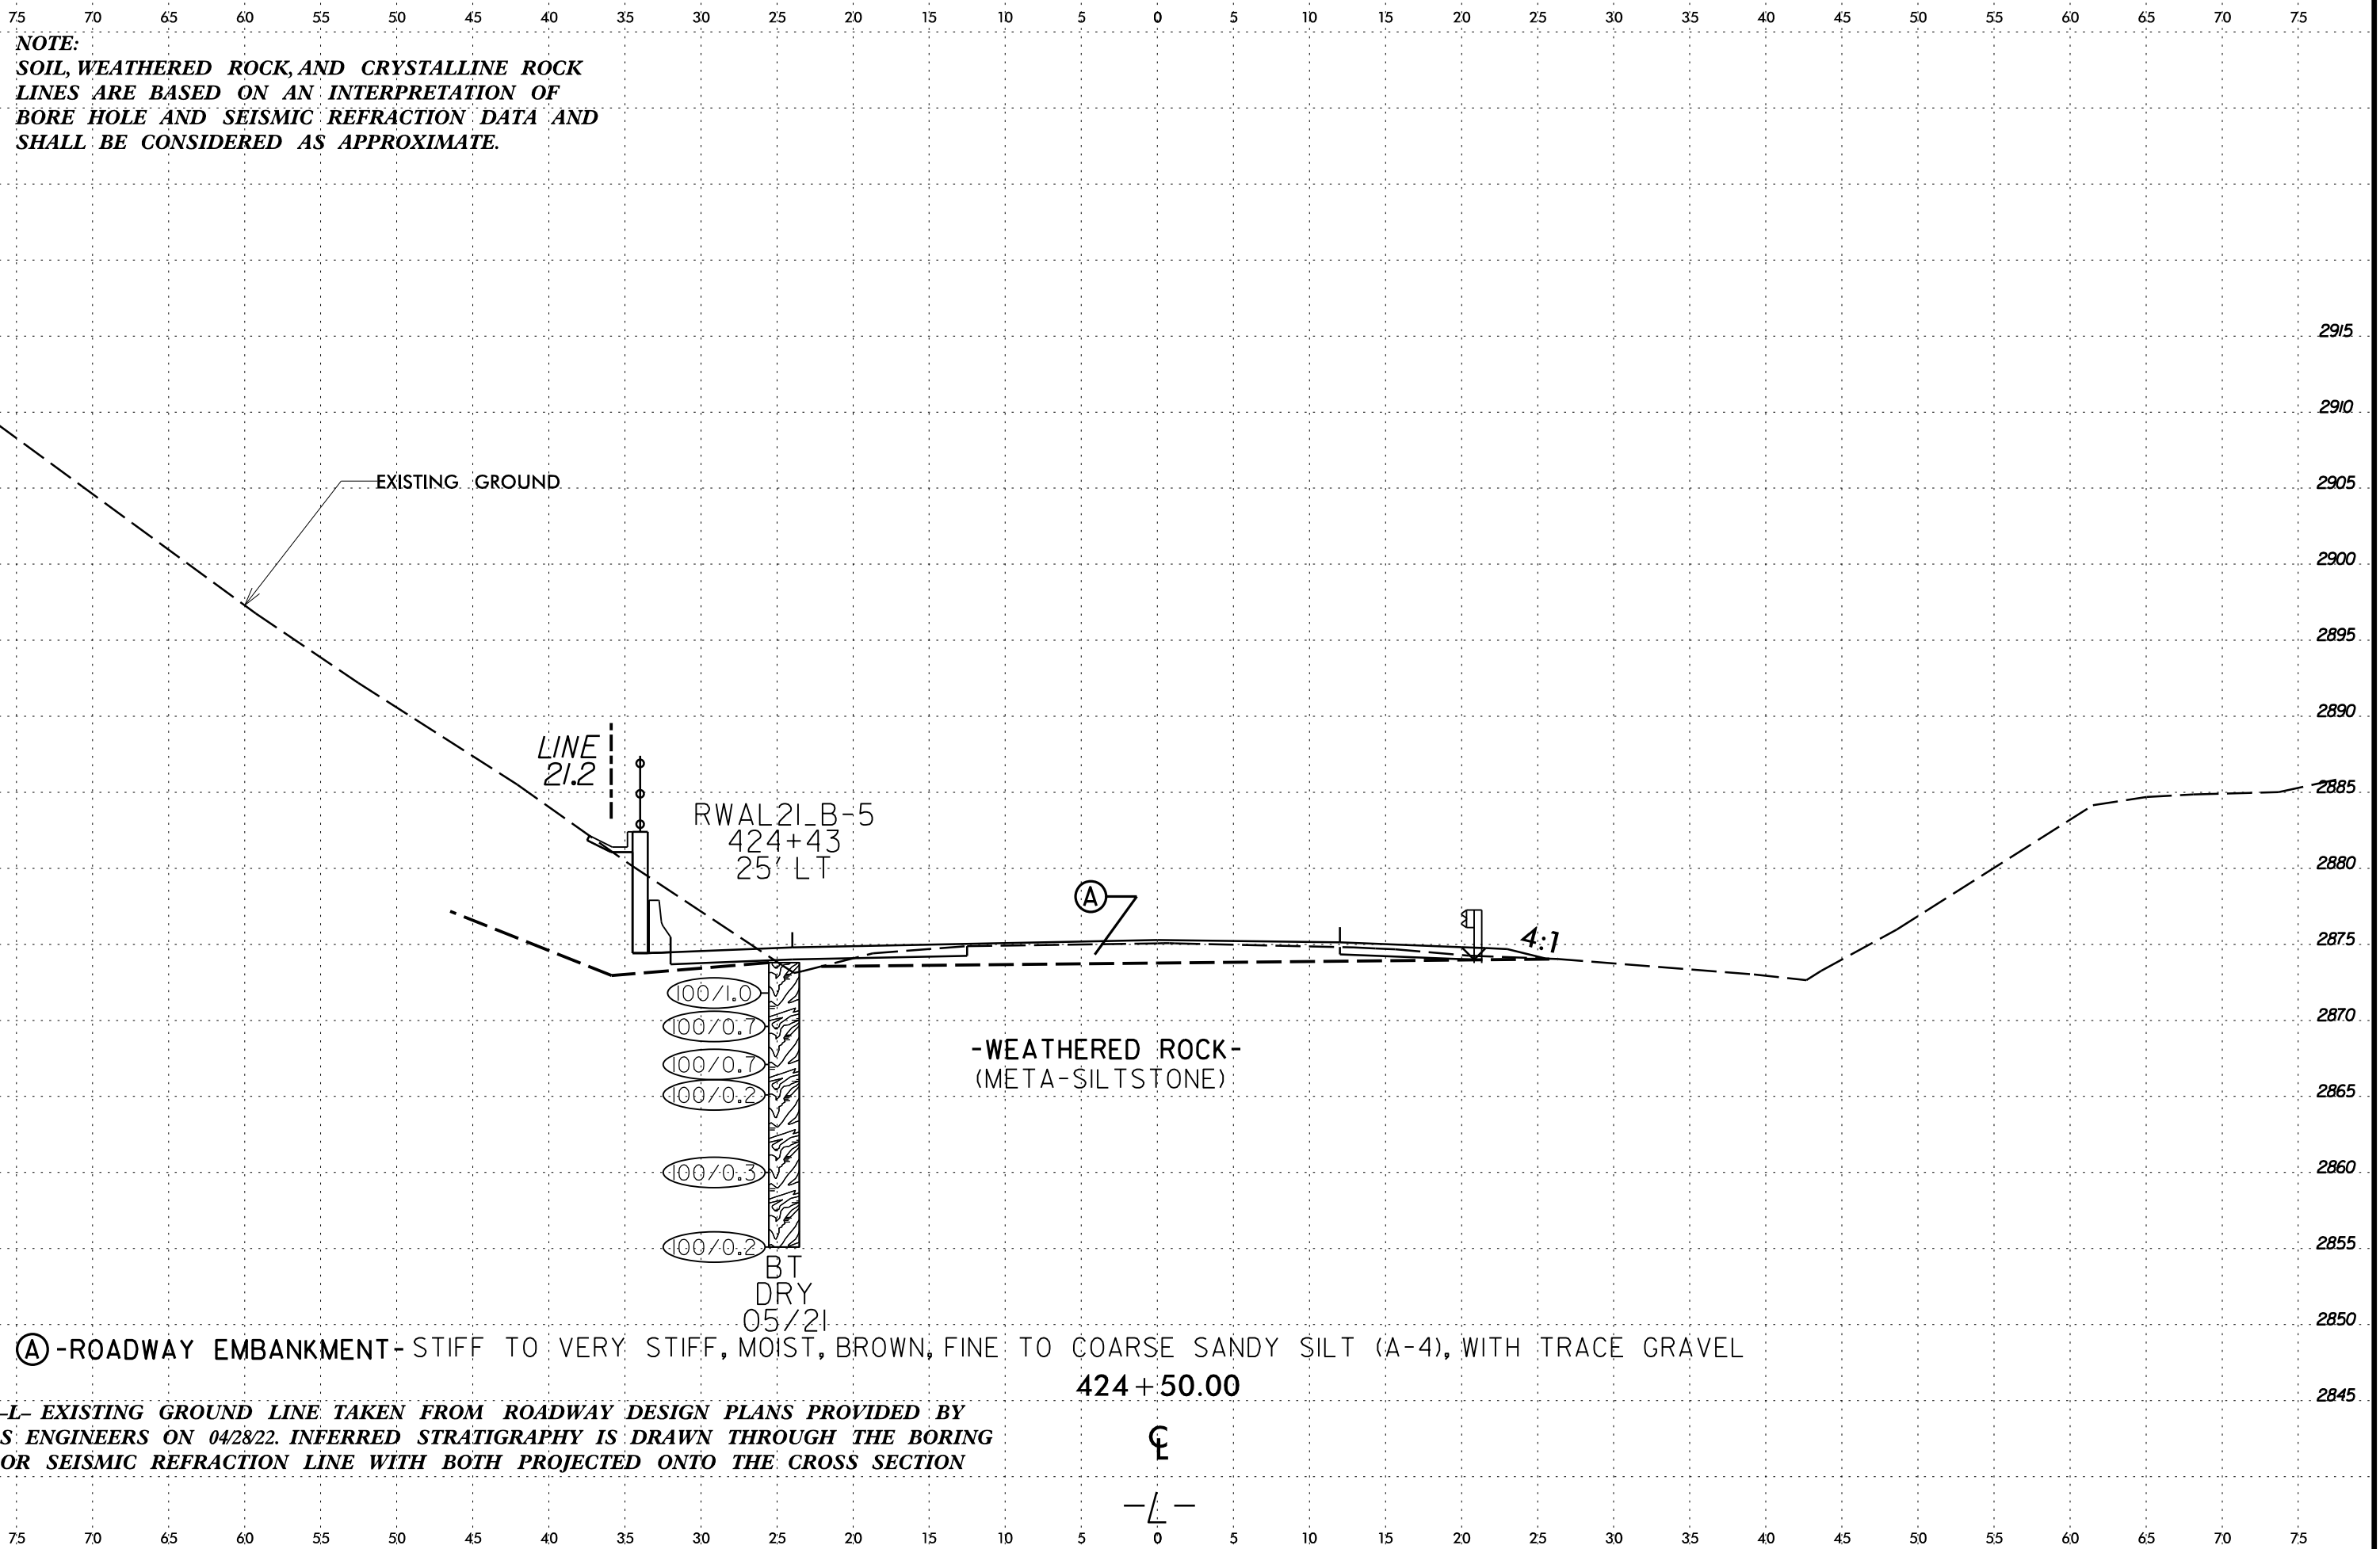 75 70 65 60 55 50 45 40 35 30 25 20 15 10 5 0 5 10 15 20 25 30 35 40 45 50 55 60 65 70 75
NOTE:
SOIL, WEATHERED ROCK, AND CRYSTALLINE ROCK
LINES ARE BASED ON AN INTERPRETATION OF
BORE HOLE AND SEISMIC REFRACTION DATA AND
SHALL BE CONSIDERED AS APPROXIMATE.
2915
2910
EXISTING GROUND
2905
2900
2895
2890
LINE
21.2
2885
RWAL21_B-5
424+43
25' LT
2880
A
4:1
2875
100/1.0
100/0.7
2870
-WEATHERED ROCK-
(META-SILTSTONE)
100/0.7
100/0.2
2865
100/0.3
2860
100/0.2
2855
BT
DRY
05/21
2850
A -ROADWAY EMBANKMENT- STIFF TO VERY STIFF, MOIST, BROWN, FINE TO COARSE SANDY SILT (A-4), WITH TRACE GRAVEL
424+50.00
2845
-L- EXISTING GROUND LINE TAKEN FROM ROADWAY DESIGN PLANS PROVIDED BY
S ENGINEERS ON 04/28/22. INFERRED STRATIGRAPHY IS DRAWN THROUGH THE BORING
OR SEISMIC REFRACTION LINE WITH BOTH PROJECTED ONTO THE CROSS SECTION
℄
-L-
75 70 65 60 55 50 45 40 35 30 25 20 15 10 5 0 5 10 15 20 25 30 35 40 45 50 55 60 65 70 75